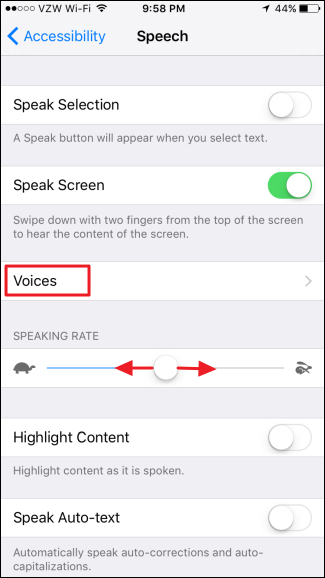 VZW Wi-Fi 9:58 PM 44%
Accessibility Speech
Speak Selection
A Speak button will appear when you select text.
Speak Screen
Swipe down with two fingers from the top of the screen
to hear the content of the screen.
Voices
SPEAKING RATE
Highlight Content
Highlight content as it is spoken.
Speak Auto-text
Automatically speak auto-corrections and auto-
capitalizations.